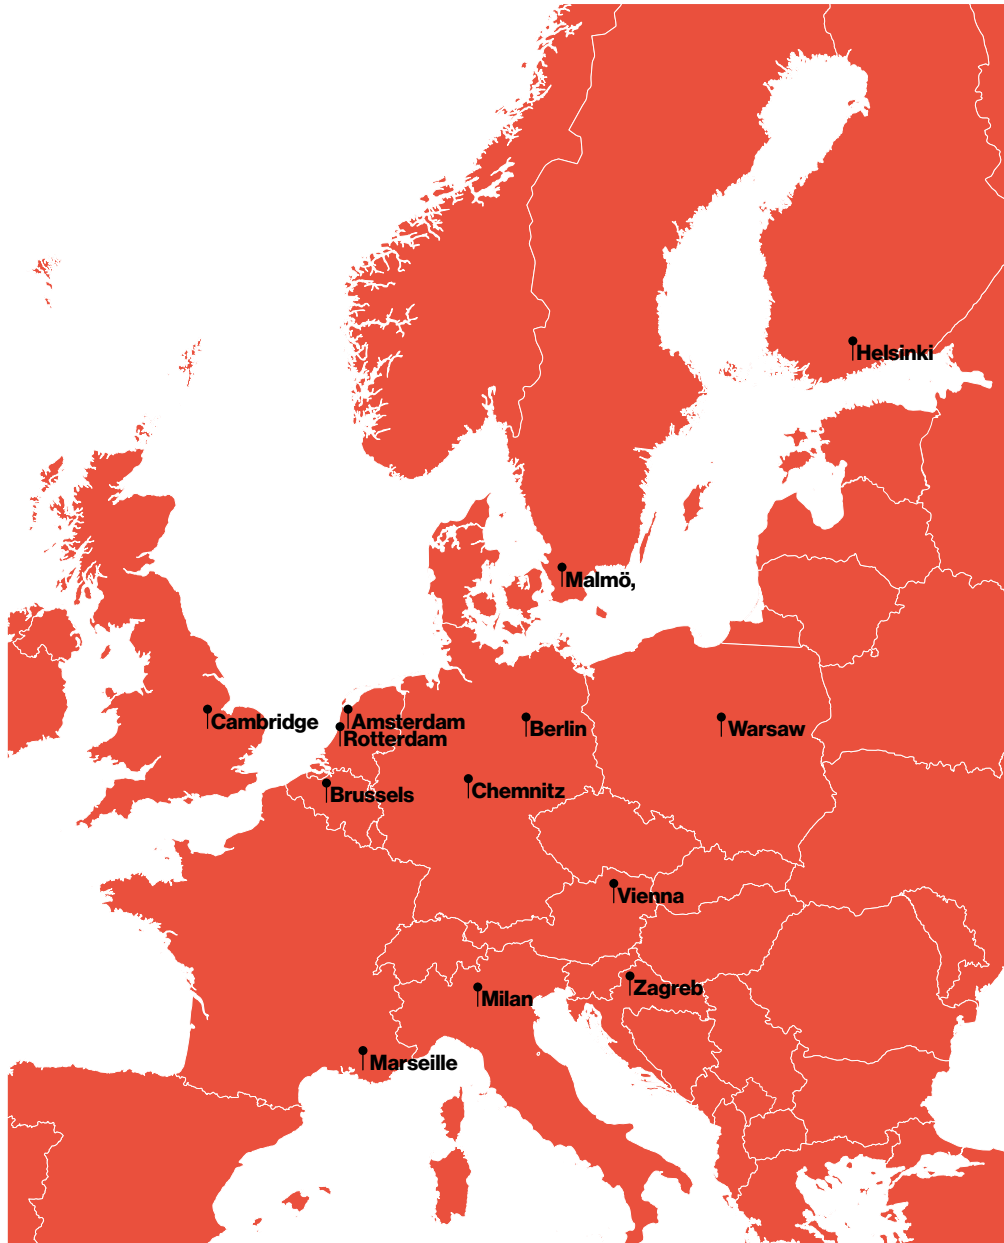 Helsinki
Malmö,
Cambridge
Amsterdam
Rotterdam
Berlin
Warsaw
Brussels
Chemnitz
Vienna
Zagreb
Milan
Marseille